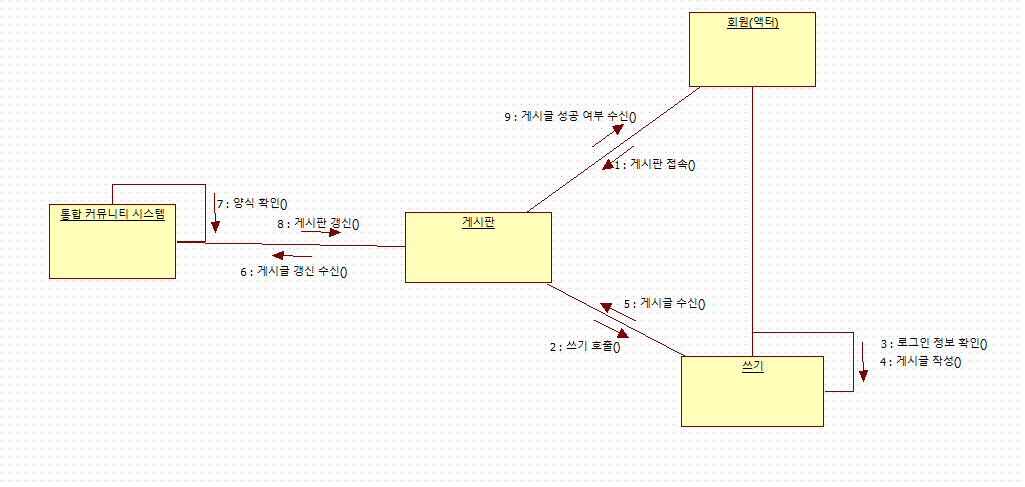 회원(액터)
9 : 게시글 성공 여부 수신()
1 : 게시판 접속()
7 : 양식 확인()
통합 커뮤니티 시스템
8 : 게시판 갱신()
게시판
6 : 게시글 갱신 수신()
5 : 게시글 수신()
2 : 쓰기 호출()
3 : 로그인 정보 확인()
4 : 게시글 작성()
쓰기